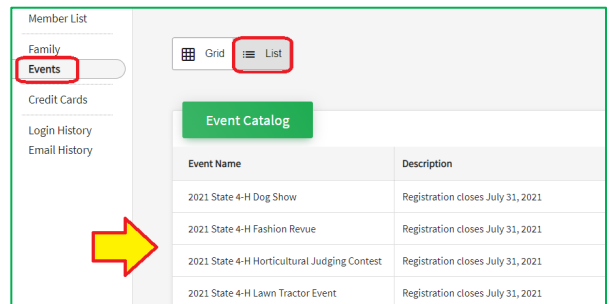 Member List
Family
Events
Credit Cards
Login History
Email History
Grid List
Event Catalog
Event Name Description
2021 State 4-H Dog Show Registration closes July 31, 2021
2021 State 4-H Fashion Revue Registration closes July 31, 2021
2021 State 4-H Horticultural Judging Contest Registration closes July 31, 2021
2021 State 4-H Lawn Tractor Event Registration closes July 31, 2021